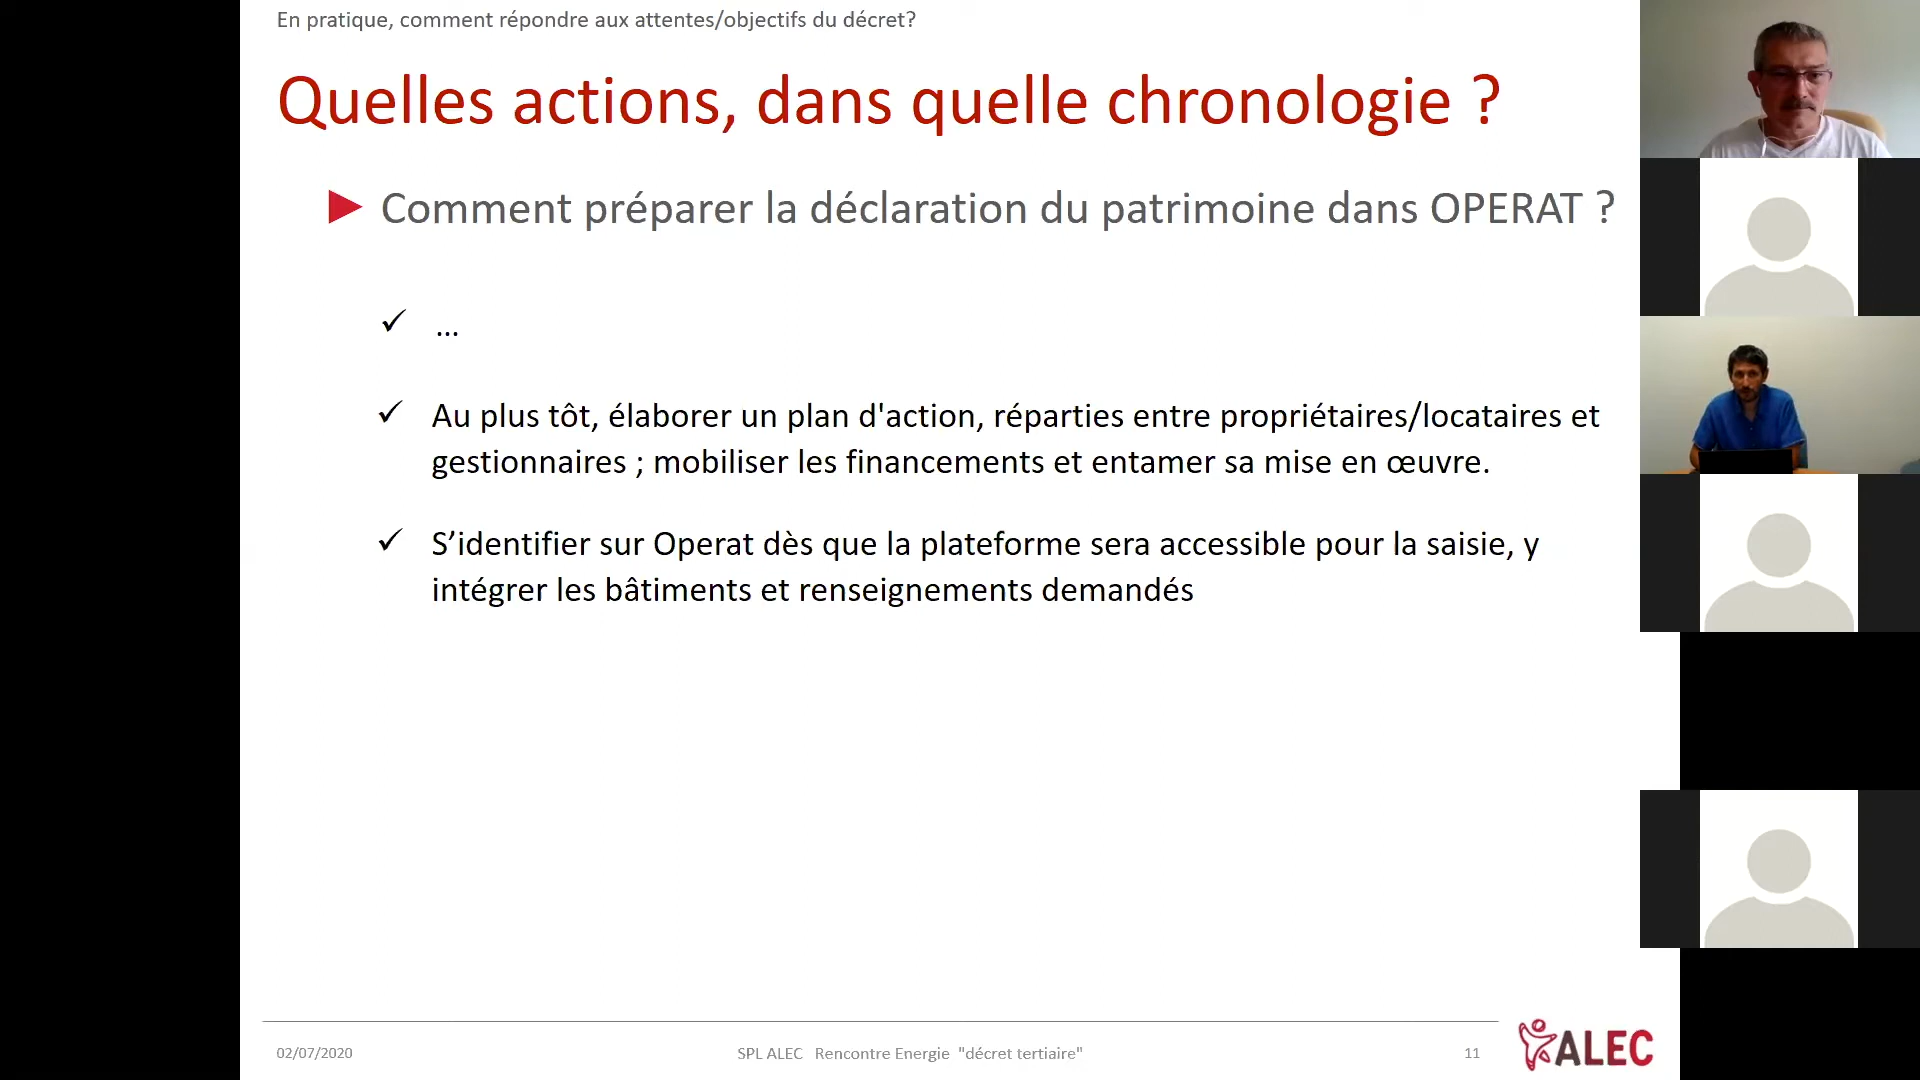 En pratique, comment répondre aux attentes/objectifs du décret?
Quelles actions, dans quelle chronologie ?
Comment préparer la déclaration du patrimoine dans OPERAT ?
...
Au plus tôt, élaborer un plan d'action, réparties entre propriétaires/locataires et
gestionnaires ; mobiliser les financements et entamer sa mise en œuvre.
S’identifier sur Operat dès que la plateforme sera accessible pour la saisie, y
intégrer les bâtiments et renseignements demandés
02/07/2020
SPL ALEC Rencontre Energie "décret tertiaire"
11
ALEC